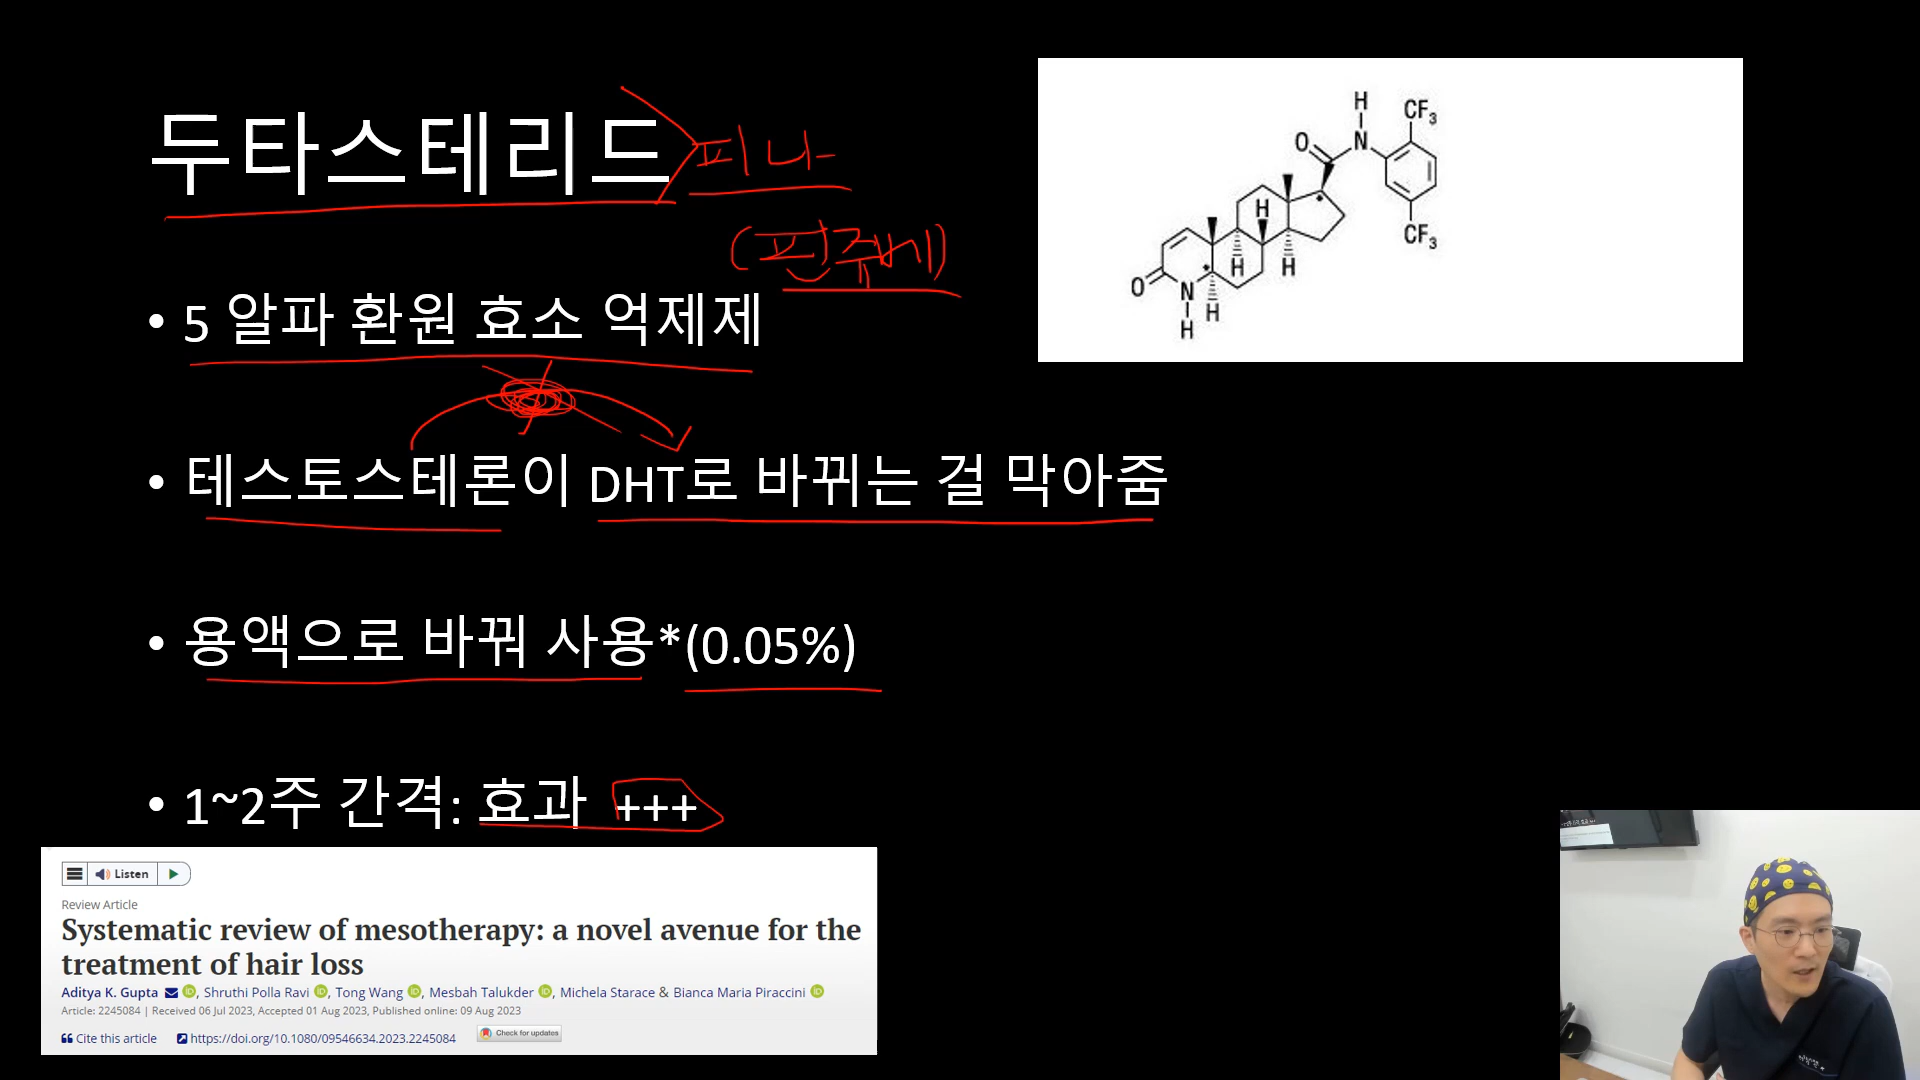 두타스테리드
피나
(핀쥬베)
• 5 알파 환원 효소 억제제
• 테스토스테론이 DHT로 바뀌는 걸 막아줌
• 용액으로 바꿔 사용*(0.05%)
• 1~2주 간격: 효과 +++
H
O
N
CF3
H
H
H
CF3
O
N
H
H
Listen
Review Article
Systematic review of mesotherapy: a novel avenue for the
treatment of hair loss
Aditya K. Gupta, Shruthi Polla Ravi, Tong Wang, Mesbah Talukder, Michela Starace & Bianca Maria Piraccini
Article: 2245084 | Received 06 Jul 2023, Accepted 01 Aug 2023, Published online: 09 Aug 2023
Cite this article
https://doi.org/10.1080/09546634.2023.2245084
Check for updates